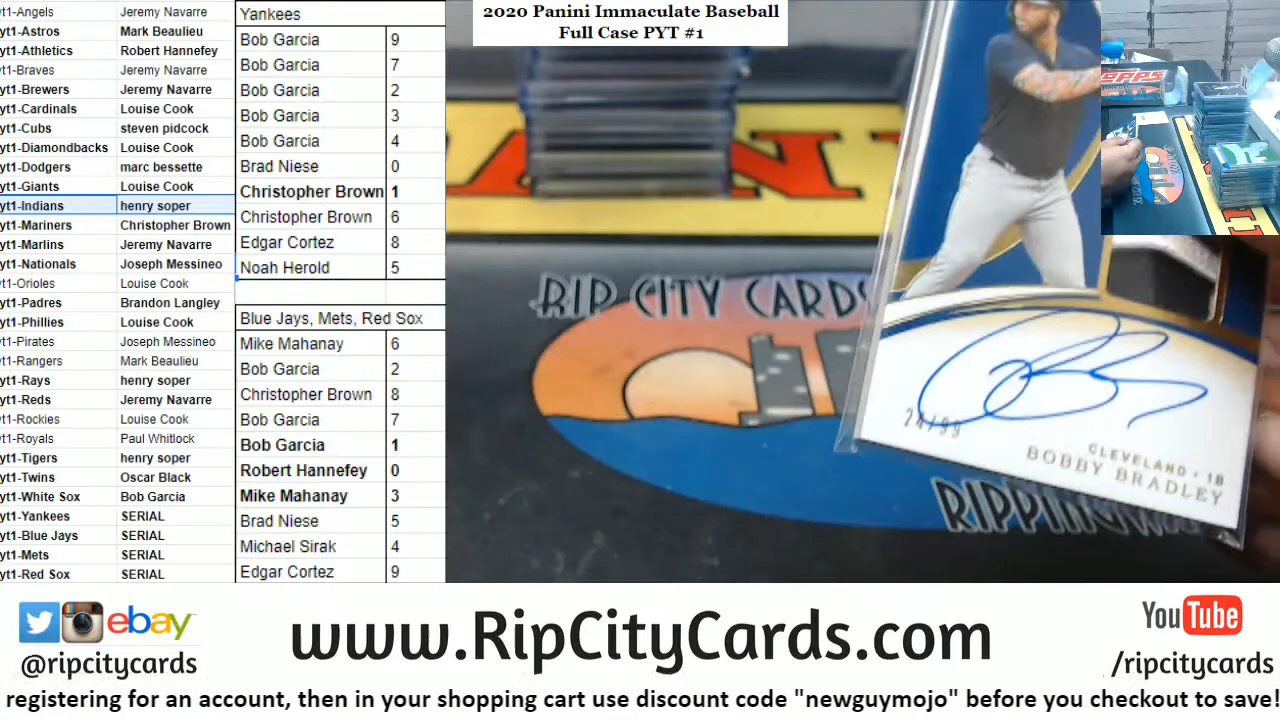 yt1-Angels Jeremy Navarre
yt1-Astros Mark Beaulieu
yt1-Athletics Robert Hannefey
yt1-Braves Jeremy Navarre
yt1-Brewers Jeremy Navarre
yt1-Cardinals Louise Cook
yt1-Cubs steven pidcock
yt1-Diamondbacks Louise Cook
yt1-Dodgers marc bessette
yt1-Giants Louise Cook
yt1-Indians henry soper
yt1-Mariners Christopher Brown
yt1-Marlins Jeremy Navarre
yt1-Nationals Joseph Messineo
yt1-Orioles Louise Cook
yt1-Padres Brandon Langley
yt1-Phillies Louise Cook
yt1-Pirates Joseph Messineo
yt1-Rangers Mark Beaulieu
yt1-Rays henry soper
yt1-Reds Jeremy Navarre
yt1-Rockies Louise Cook
yt1-Royals Paul Whitlock
yt1-Tigers henry soper
yt1-Twins Oscar Black
yt1-White Sox Bob Garcia
yt1-Yankees SERIAL
yt1-Blue Jays SERIAL
yt1-Mets SERIAL
yt1-Red Sox SERIAL
Yankees
Bob Garcia 9
Bob Garcia 7
Bob Garcia 2
Bob Garcia 3
Bob Garcia 4
Brad Niese 0
Christopher Brown 1
Christopher Brown 6
Edgar Cortez 8
Noah Herold 5
Blue Jays, Mets, Red Sox
Mike Mahanay 6
Bob Garcia 2
Christopher Brown 8
Bob Garcia 7
Bob Garcia 1
Robert Hannefey 0
Mike Mahanay 3
Brad Niese 5
Michael Sirak 4
Edgar Cortez 9
2020 Panini Immaculate Baseball
Full Case PYT #1
RIP CITY CARDS
24/99
CLEVELAND • 1B
BOBBY BRADLEY
TOPPS
ebay
@ripcitycards
www.RipCityCards.com
YouTube
/ripcitycards
registering for an account, then in your shopping cart use discount code "newguymojo" before you checkout to save!